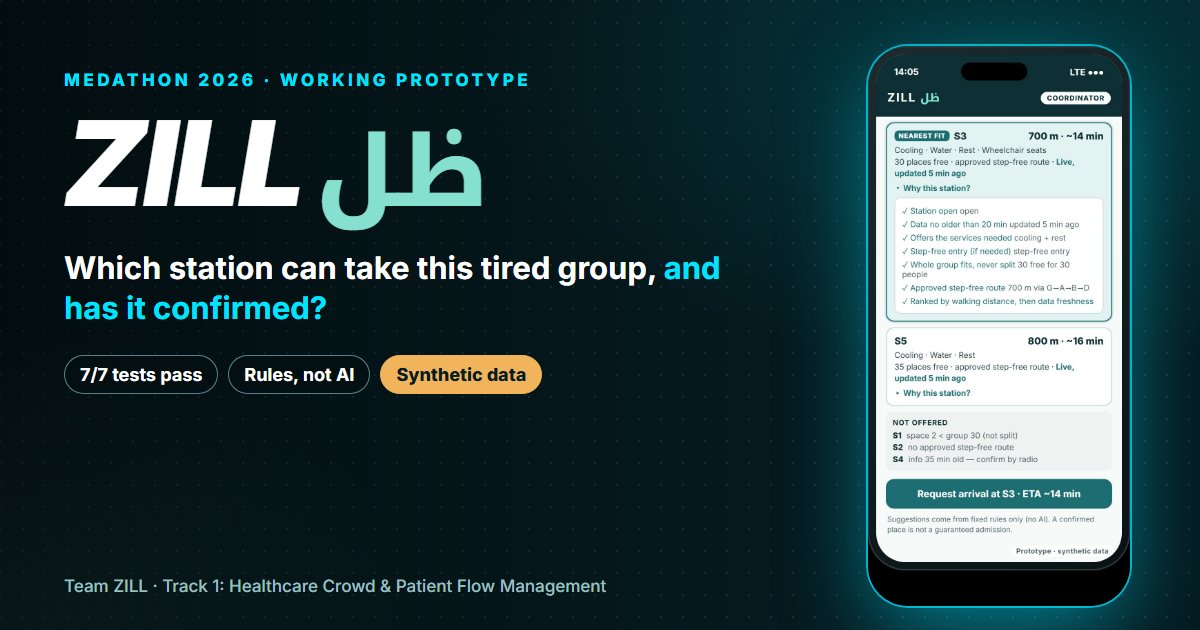 MEDATHON 2026 · WORKING PROTOTYPE
ZILL ظل
Which station can take this tired group, and
has it confirmed?
7/7 tests pass
Rules, not AI
Synthetic data
Team ZILL · Track 1: Healthcare Crowd & Patient Flow Management
14:05 LTE
ZILL ظل COORDINATOR
NEAREST FIT S3 700 m · ~14 min
Cooling · Water · Rest · Wheelchair seats
30 places free · approved step-free route · Live,
updated 5 min ago
Why this station?
✓ Station open open
✓ Data no older than 20 min updated 5 min ago
✓ Offers the services needed cooling + rest
✓ Step-free entry (if needed) step-free entry
✓ Whole group fits, never split 30 free for 30
people
✓ Approved step-free route 700 m via G→A→B→D
✓ Ranked by walking distance, then data freshness
S5 800 m · ~16 min
Cooling · Water · Rest
35 places free · approved step-free route · Live,
updated 5 min ago
Why this station?
NOT OFFERED
S1 space 2 < group 30 (not split)
S2 no approved step-free route
S4 info 35 min old — confirm by radio
Request arrival at S3 · ETA ~14 min
Suggestions come from fixed rules only (no AI). A confirmed
place is not a guaranteed admission.
Prototype · synthetic data